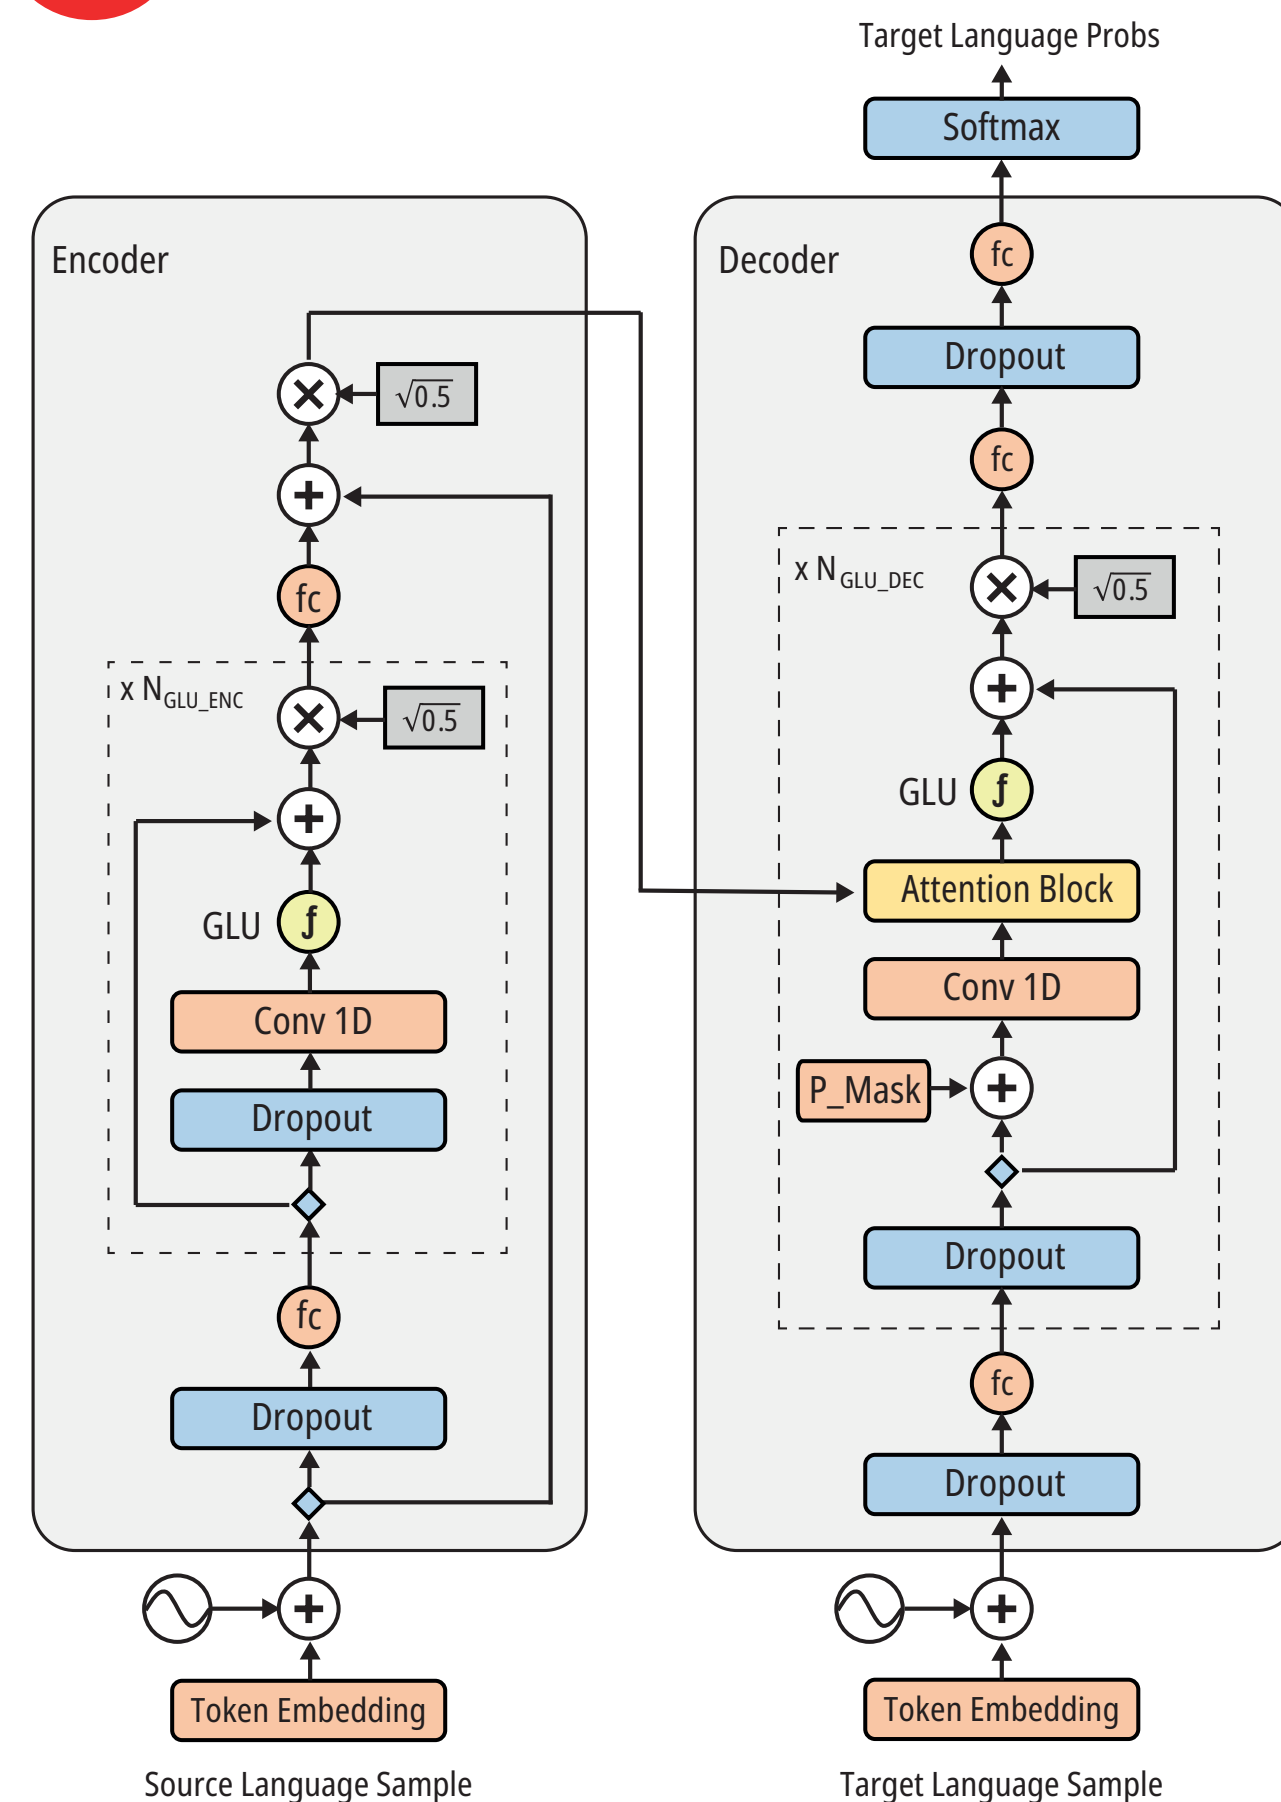 Target Language Probs
Softmax
Encoder
Decoder
fc
Dropout
√0.5
fc
fc
x N_GLU_DEC
√0.5
x N_GLU_ENC
√0.5
GLU
ƒ
GLU
ƒ
Attention Block
Conv 1D
Conv 1D
Dropout
P_Mask
Dropout
fc
fc
Dropout
Dropout
Token Embedding
Token Embedding
Source Language Sample
Target Language Sample